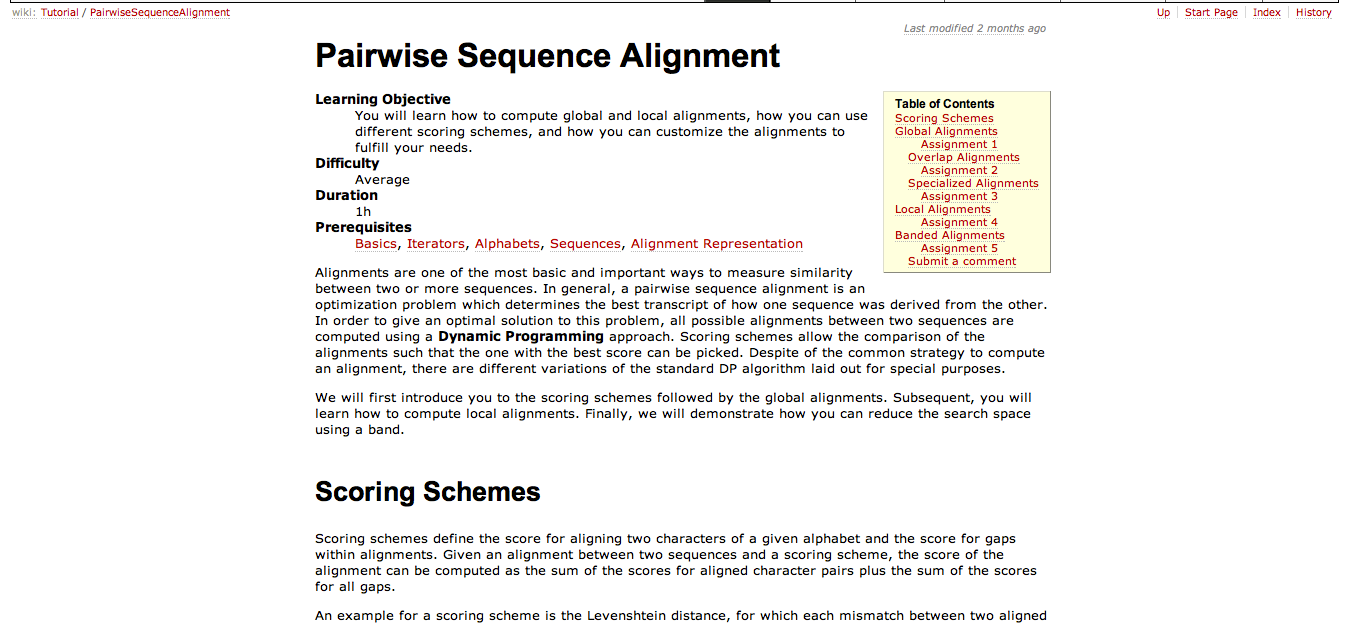 wiki: Tutorial / PairwiseSequenceAlignment
Up Start Page Index History
Last modified 2 months ago
Pairwise Sequence Alignment
Learning Objective
You will learn how to compute global and local alignments, how you can use
different scoring schemes, and how you can customize the alignments to
fulfill your needs.
Difficulty
Average
Duration
1h
Prerequisites
Basics, Iterators, Alphabets, Sequences, Alignment Representation
Table of Contents
Scoring Schemes
Global Alignments
Assignment 1
Overlap Alignments
Assignment 2
Specialized Alignments
Assignment 3
Local Alignments
Assignment 4
Banded Alignments
Assignment 5
Submit a comment
Alignments are one of the most basic and important ways to measure similarity
between two or more sequences. In general, a pairwise sequence alignment is an
optimization problem which determines the best transcript of how one sequence was derived from the other.
In order to give an optimal solution to this problem, all possible alignments between two sequences are
computed using a Dynamic Programming approach. Scoring schemes allow the comparison of the
alignments such that the one with the best score can be picked. Despite of the common strategy to compute
an alignment, there are different variations of the standard DP algorithm laid out for special purposes.
We will first introduce you to the scoring schemes followed by the global alignments. Subsequent, you will
learn how to compute local alignments. Finally, we will demonstrate how you can reduce the search space
using a band.
Scoring Schemes
Scoring schemes define the score for aligning two characters of a given alphabet and the score for gaps
within alignments. Given an alignment between two sequences and a scoring scheme, the score of the
alignment can be computed as the sum of the scores for aligned character pairs plus the sum of the scores
for all gaps.
An example for a scoring scheme is the Levenshtein distance, for which each mismatch between two aligned